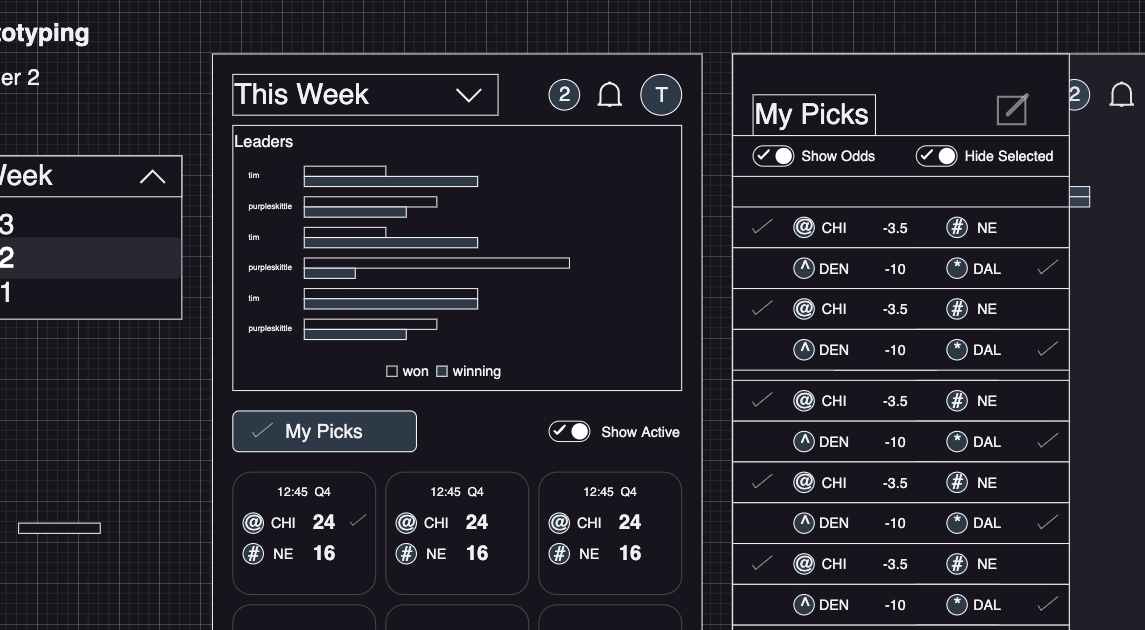 otyping
er 2
Week
3
2
1
This Week
2
T
Leaders
tim
purpleskittle
tim
purpleskittle
tim
purpleskittle
won winning
My Picks
Show Active
12:45 Q4
@ CHI 24
# NE 16
12:45 Q4
@ CHI 24
# NE 16
12:45 Q4
@ CHI 24
# NE 16
My Picks
2
Show Odds Hide Selected
@ CHI -3.5 # NE
^ DEN -10 * DAL
@ CHI -3.5 # NE
^ DEN -10 * DAL
@ CHI -3.5 # NE
^ DEN -10 * DAL
@ CHI -3.5 # NE
^ DEN -10 * DAL
@ CHI -3.5 # NE
^ DEN -10 * DAL